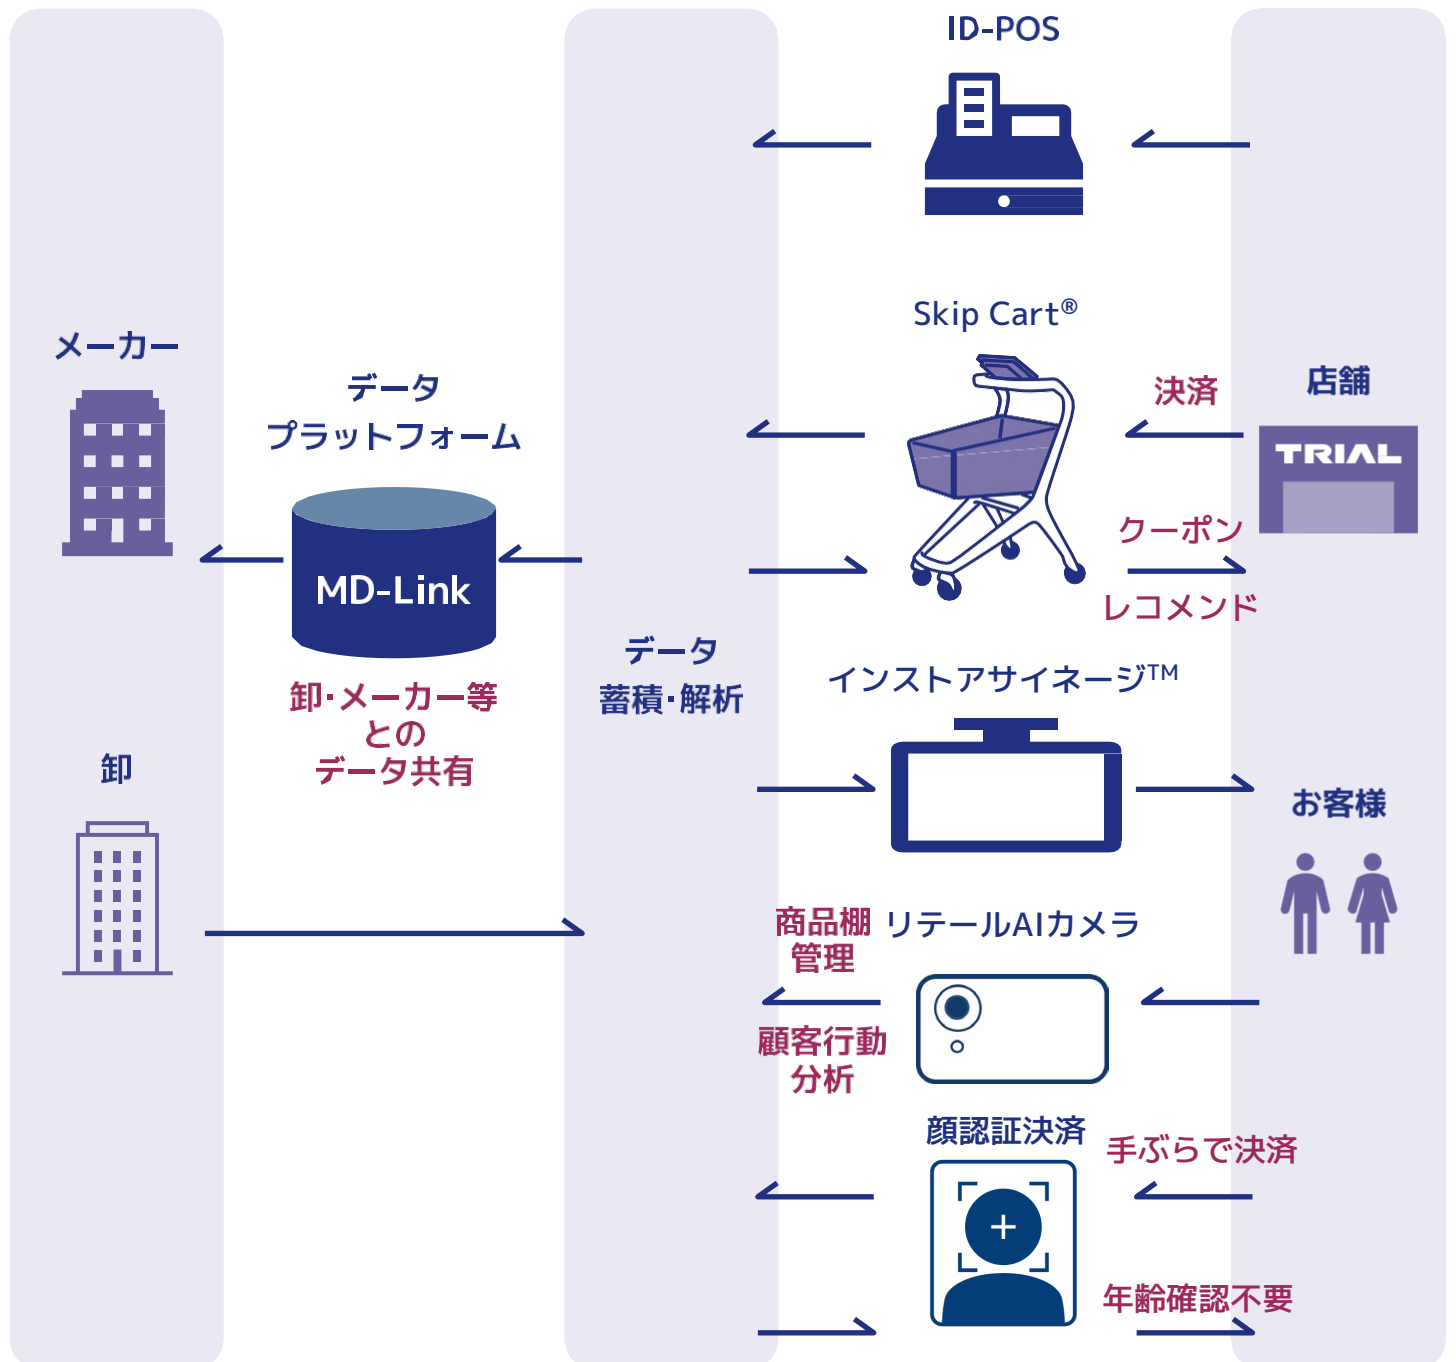 メーカー
卸
データ
プラットフォーム
MD-Link
卸・メーカー等
との
データ共有
データ
蓄積・解析
ID-POS
Skip Cart®
決済
クーポン
レコメンド
インストアサイネージ™
商品棚
管理
リテールAIカメラ
顧客行動
分析
顔認証決済
手ぶらで決済
年齢確認不要
店舗
TRIAL
お客様